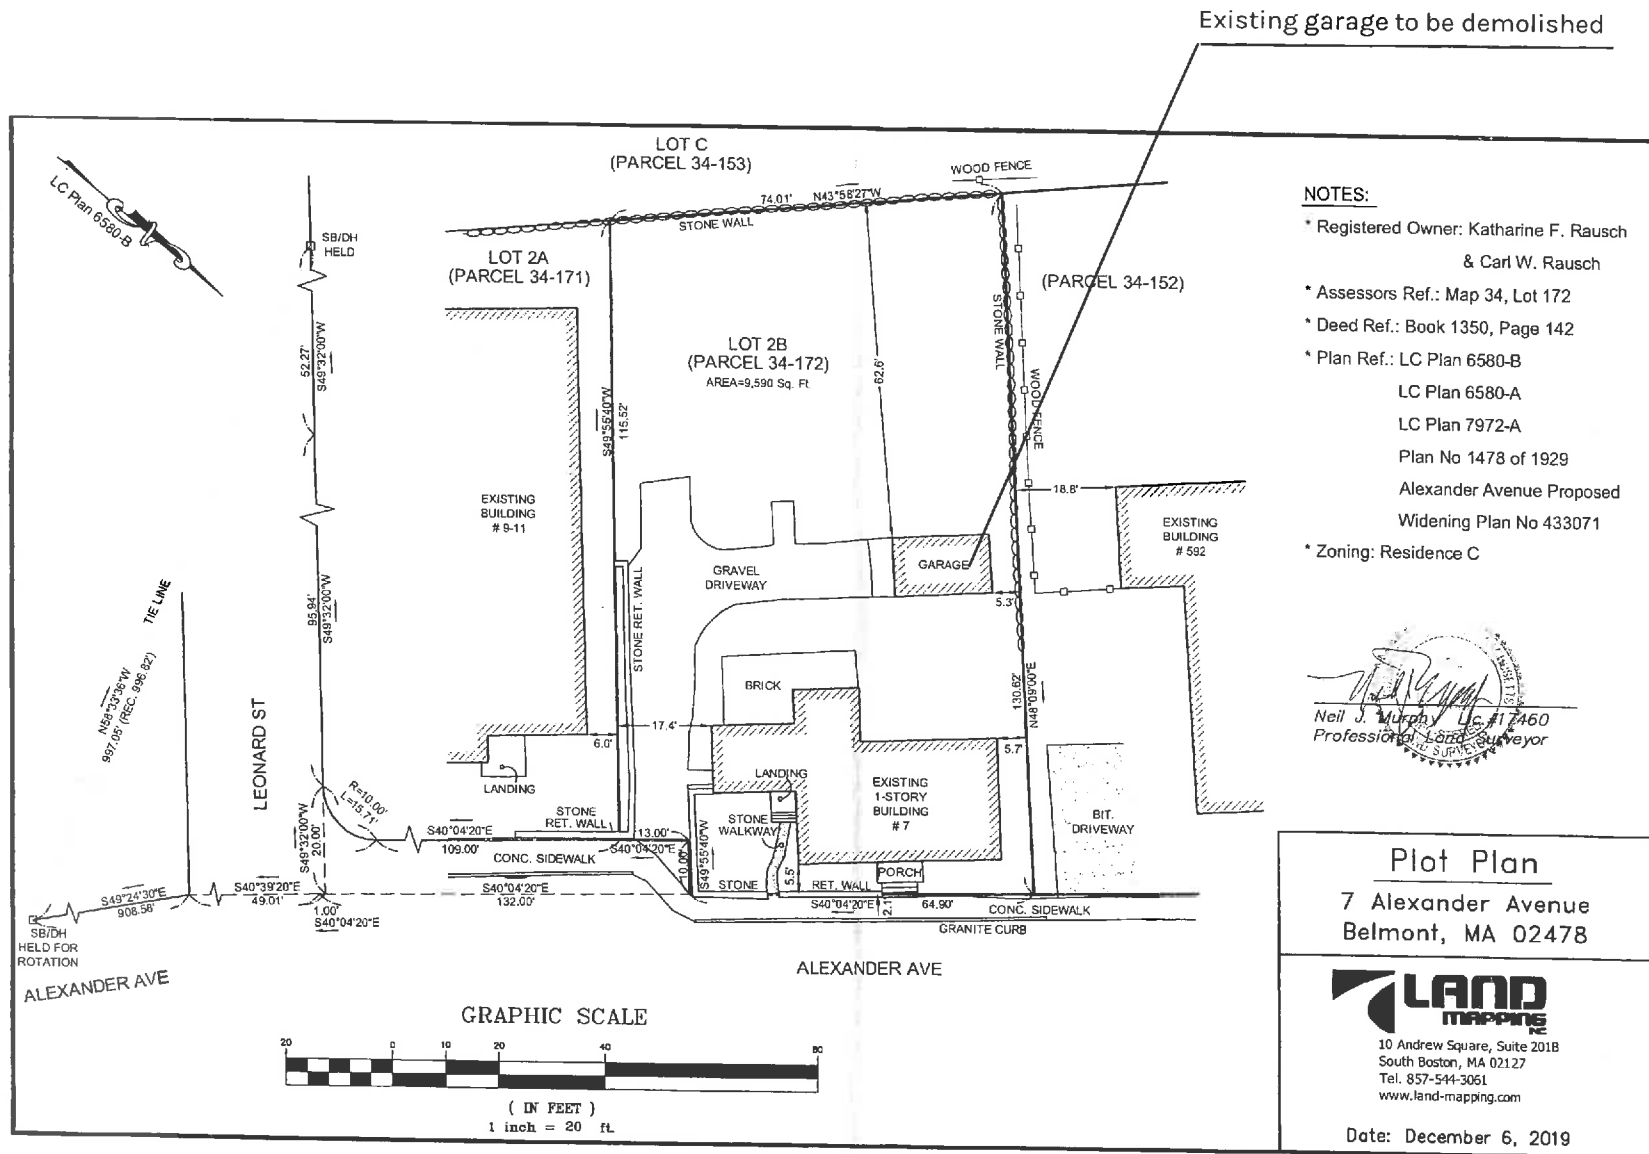 Existing garage to be demolished
LC Plan 6580-B
SB/DH
HELD
LOT C
(PARCEL 34-153)
WOOD FENCE
74.01' N43°58'27"W
STONE WALL
LOT 2A
(PARCEL 34-171)
(PARCEL 34-152)
STONE WALL
WOOD FENCE
52.27'
S49°32'00"W
LOT 2B
(PARCEL 34-172)
AREA=9,590 Sq. Ft
62.6'
S49°55'40"W
115.52'
18.8'
EXISTING
BUILDING
# 9-11
EXISTING
BUILDING
# 592
GRAVEL
DRIVEWAY
GARAGE
5.3'
STONE RET. WALL
95.94'
S49°32'00"W
TIE LINE
N58°33'36"W
997.05' (REC. 996.82')
LEONARD ST
BRICK
130.62'
N48°09'00"E
17.4'
6.0'
5.7'
LANDING
LANDING
EXISTING
1-STORY
BUILDING
# 7
BIT.
DRIVEWAY
R=10.00'
L=15.71'
S49°32'00"W
20.00'
STONE
RET. WALL
STONE
WALKWAY
S40°04'20"E
109.00'
13.00'
S40°04'20"E
CONC. SIDEWALK
10.00'
S49°55'40"W
5.5'
PORCH
STONE
RET. WALL
S49°24'30"E
908.58'
S40°39'20"E
49.01'
1.00'
S40°04'20"E
S40°04'20"E
132.00'
S40°04'20"E
2.1'
64.90'
CONC. SIDEWALK
GRANITE CURB
SB/DH
HELD FOR
ROTATION
ALEXANDER AVE
ALEXANDER AVE
GRAPHIC SCALE
20 0 10 20 40 80
( IN FEET )
1 inch = 20 ft.
NOTES:
* Registered Owner: Katharine F. Rausch
& Carl W. Rausch
* Assessors Ref.: Map 34, Lot 172
* Deed Ref.: Book 1350, Page 142
* Plan Ref.: LC Plan 6580-B
LC Plan 6580-A
LC Plan 7972-A
Plan No 1478 of 1929
Alexander Avenue Proposed
Widening Plan No 433071
* Zoning: Residence C
Neil J. Murphy Lic.#17460
Professional Land Surveyor
Plot Plan
7 Alexander Avenue
Belmont, MA 02478
LAND
MAPPING
INC
10 Andrew Square, Suite 201B
South Boston, MA 02127
Tel. 857-544-3061
www.land-mapping.com
Date: December 6, 2019